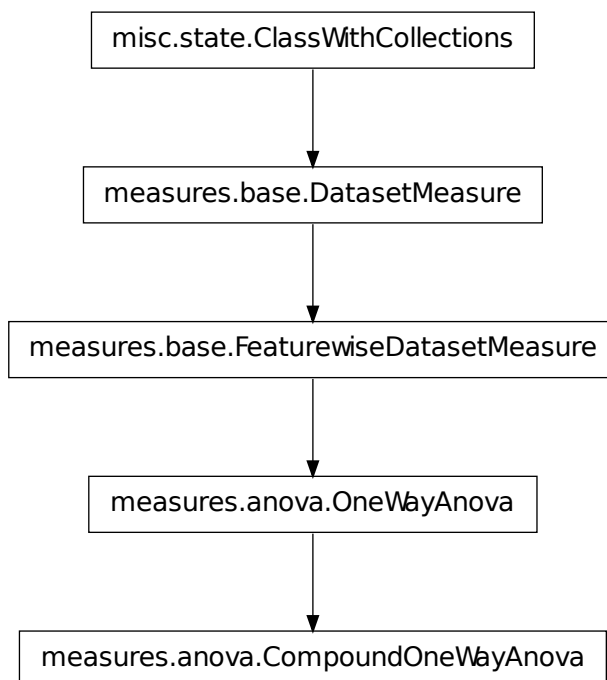 misc.state.ClassWithCollections
measures.base.DatasetMeasure
measures.base.FeaturewiseDatasetMeasure
measures.anova.OneWayAnova
measures.anova.CompoundOneWayAnova